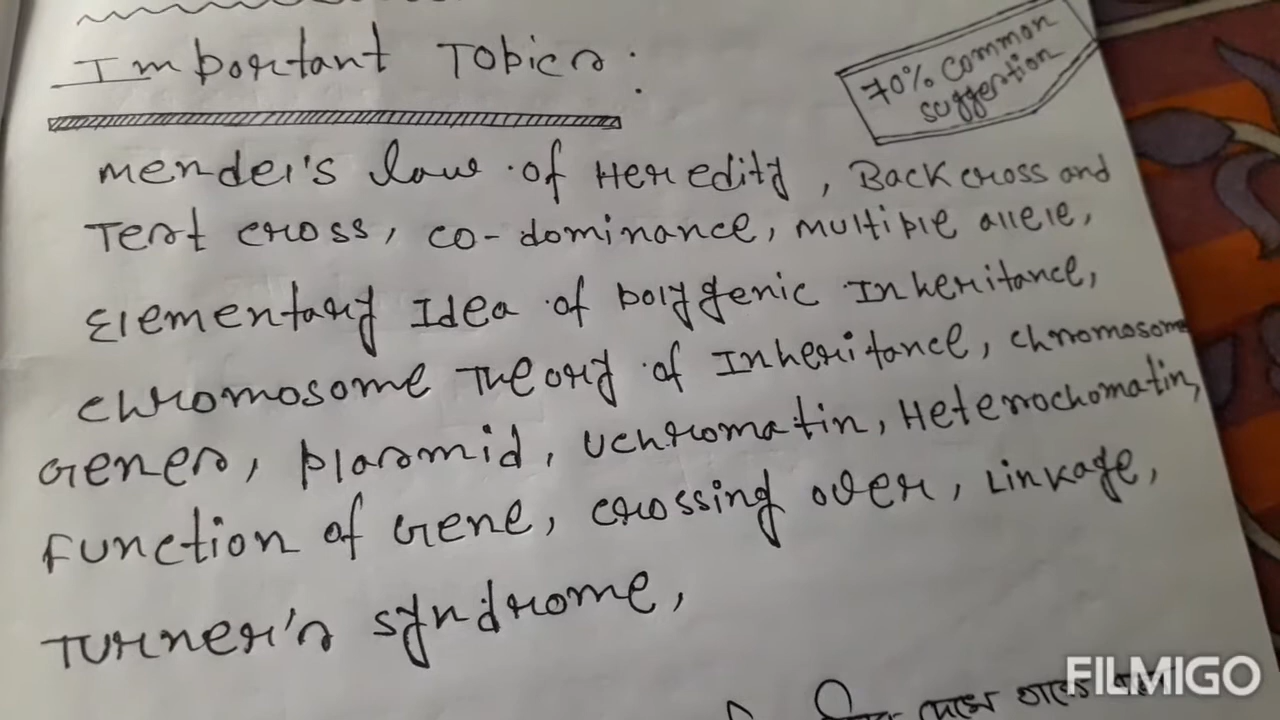 Important Topics :
70% common
suggestion
Mendel's law of Heredity, Back cross and
Test cross, co-dominance, multiple allele,
Elementary Idea of polygenic Inheritance,
chromosome Theory of Inheritance, chromosome
Genes, plasmid, Uchromatin, Heterochomatin,
Function of Gene, crossing over, Linkage,
Turner's syndrome,
FILMIGO